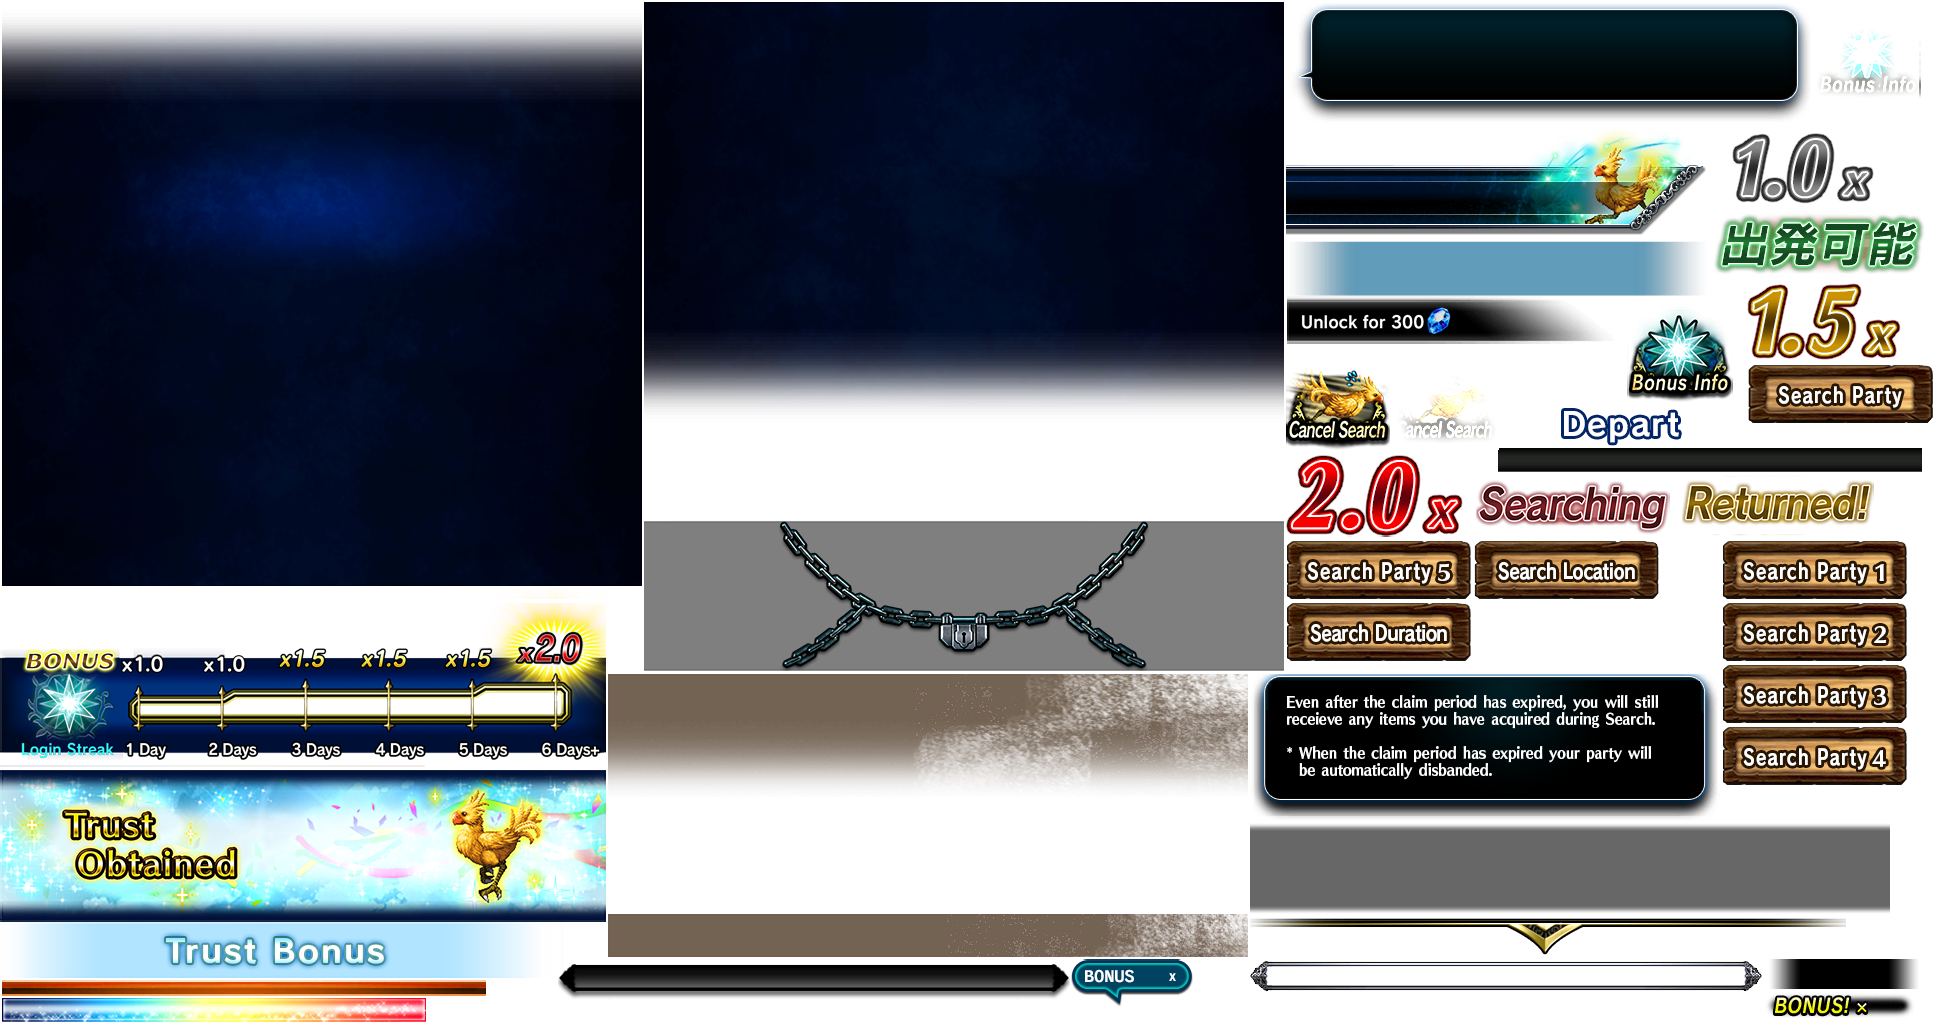 Bonus Info
1.0 x
出発可能
Unlock for 300
1.5 x
Bonus Info
Search Party
Cancel Search
Cancel Search
Depart
2.0 x
Searching
Returned!
Search Party 5
Search Location
Search Party 1
Search Duration
Search Party 2
Search Party 3
Search Party 4
Even after the claim period has expired, you will still
receieve any items you have acquired during Search.
* When the claim period has expired your party will
be automatically disbanded.
BONUS x1.0 x1.0 x1.5 x1.5 x1.5 x2.0
Login Streak 1.Day 2.Days 3.Days 4.Days 5.Days 6.Days+
Trust
Obtained
Trust Bonus
BONUS x
BONUS! ×